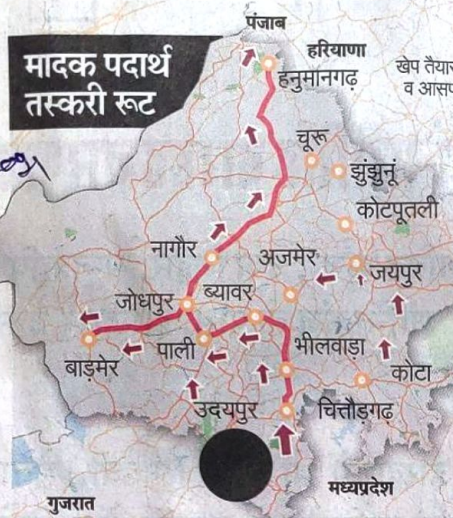 पंजाब
हरियाणा
मादक पदार्थ
तस्करी रूट
हनुमानगढ़
खेप तैयार
व आसप
चूरू
झुंझुनूं
कोटपूतली
नागौर
अजमेर
जयपुर
जोधपुर
ब्यावर
बाड़मेर
पाली
भीलवाड़ा
कोटा
उदयपुर
चित्तौड़गढ़
मध्यप्रदेश
गुजरात